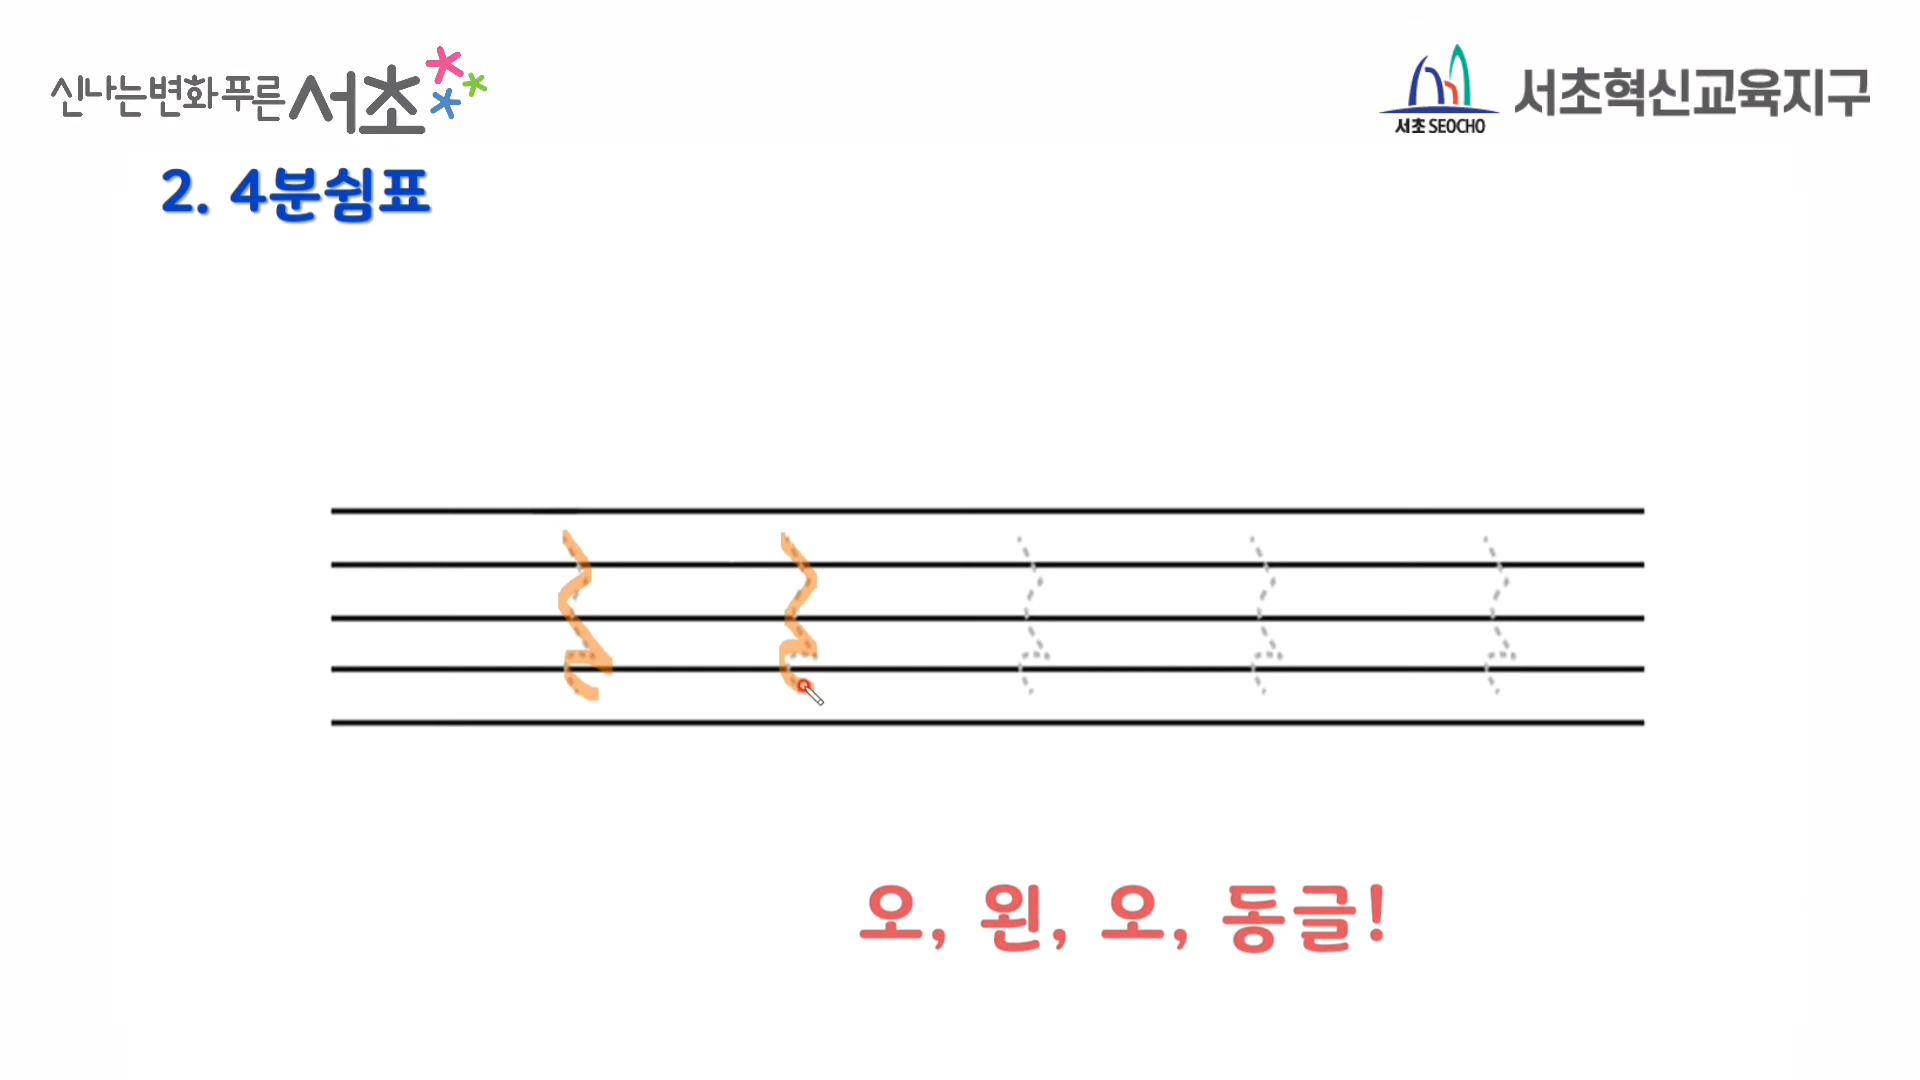 신나는변화 푸른 서초
서초 SEOCHO
서초혁신교육지구
2. 4분쉼표
오, 왼, 오, 동글!